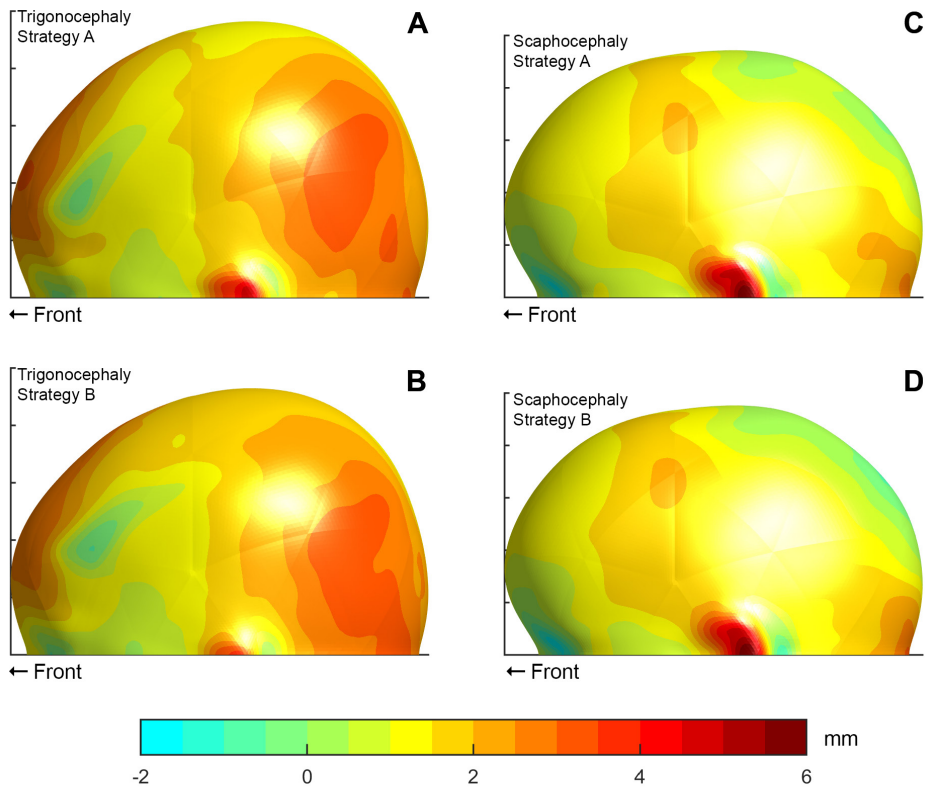 Trigonocephaly
Strategy A
A
← Front
Scaphocephaly
Strategy A
C
← Front
Trigonocephaly
Strategy B
B
← Front
Scaphocephaly
Strategy B
D
← Front
mm
-2 0 2 4 6